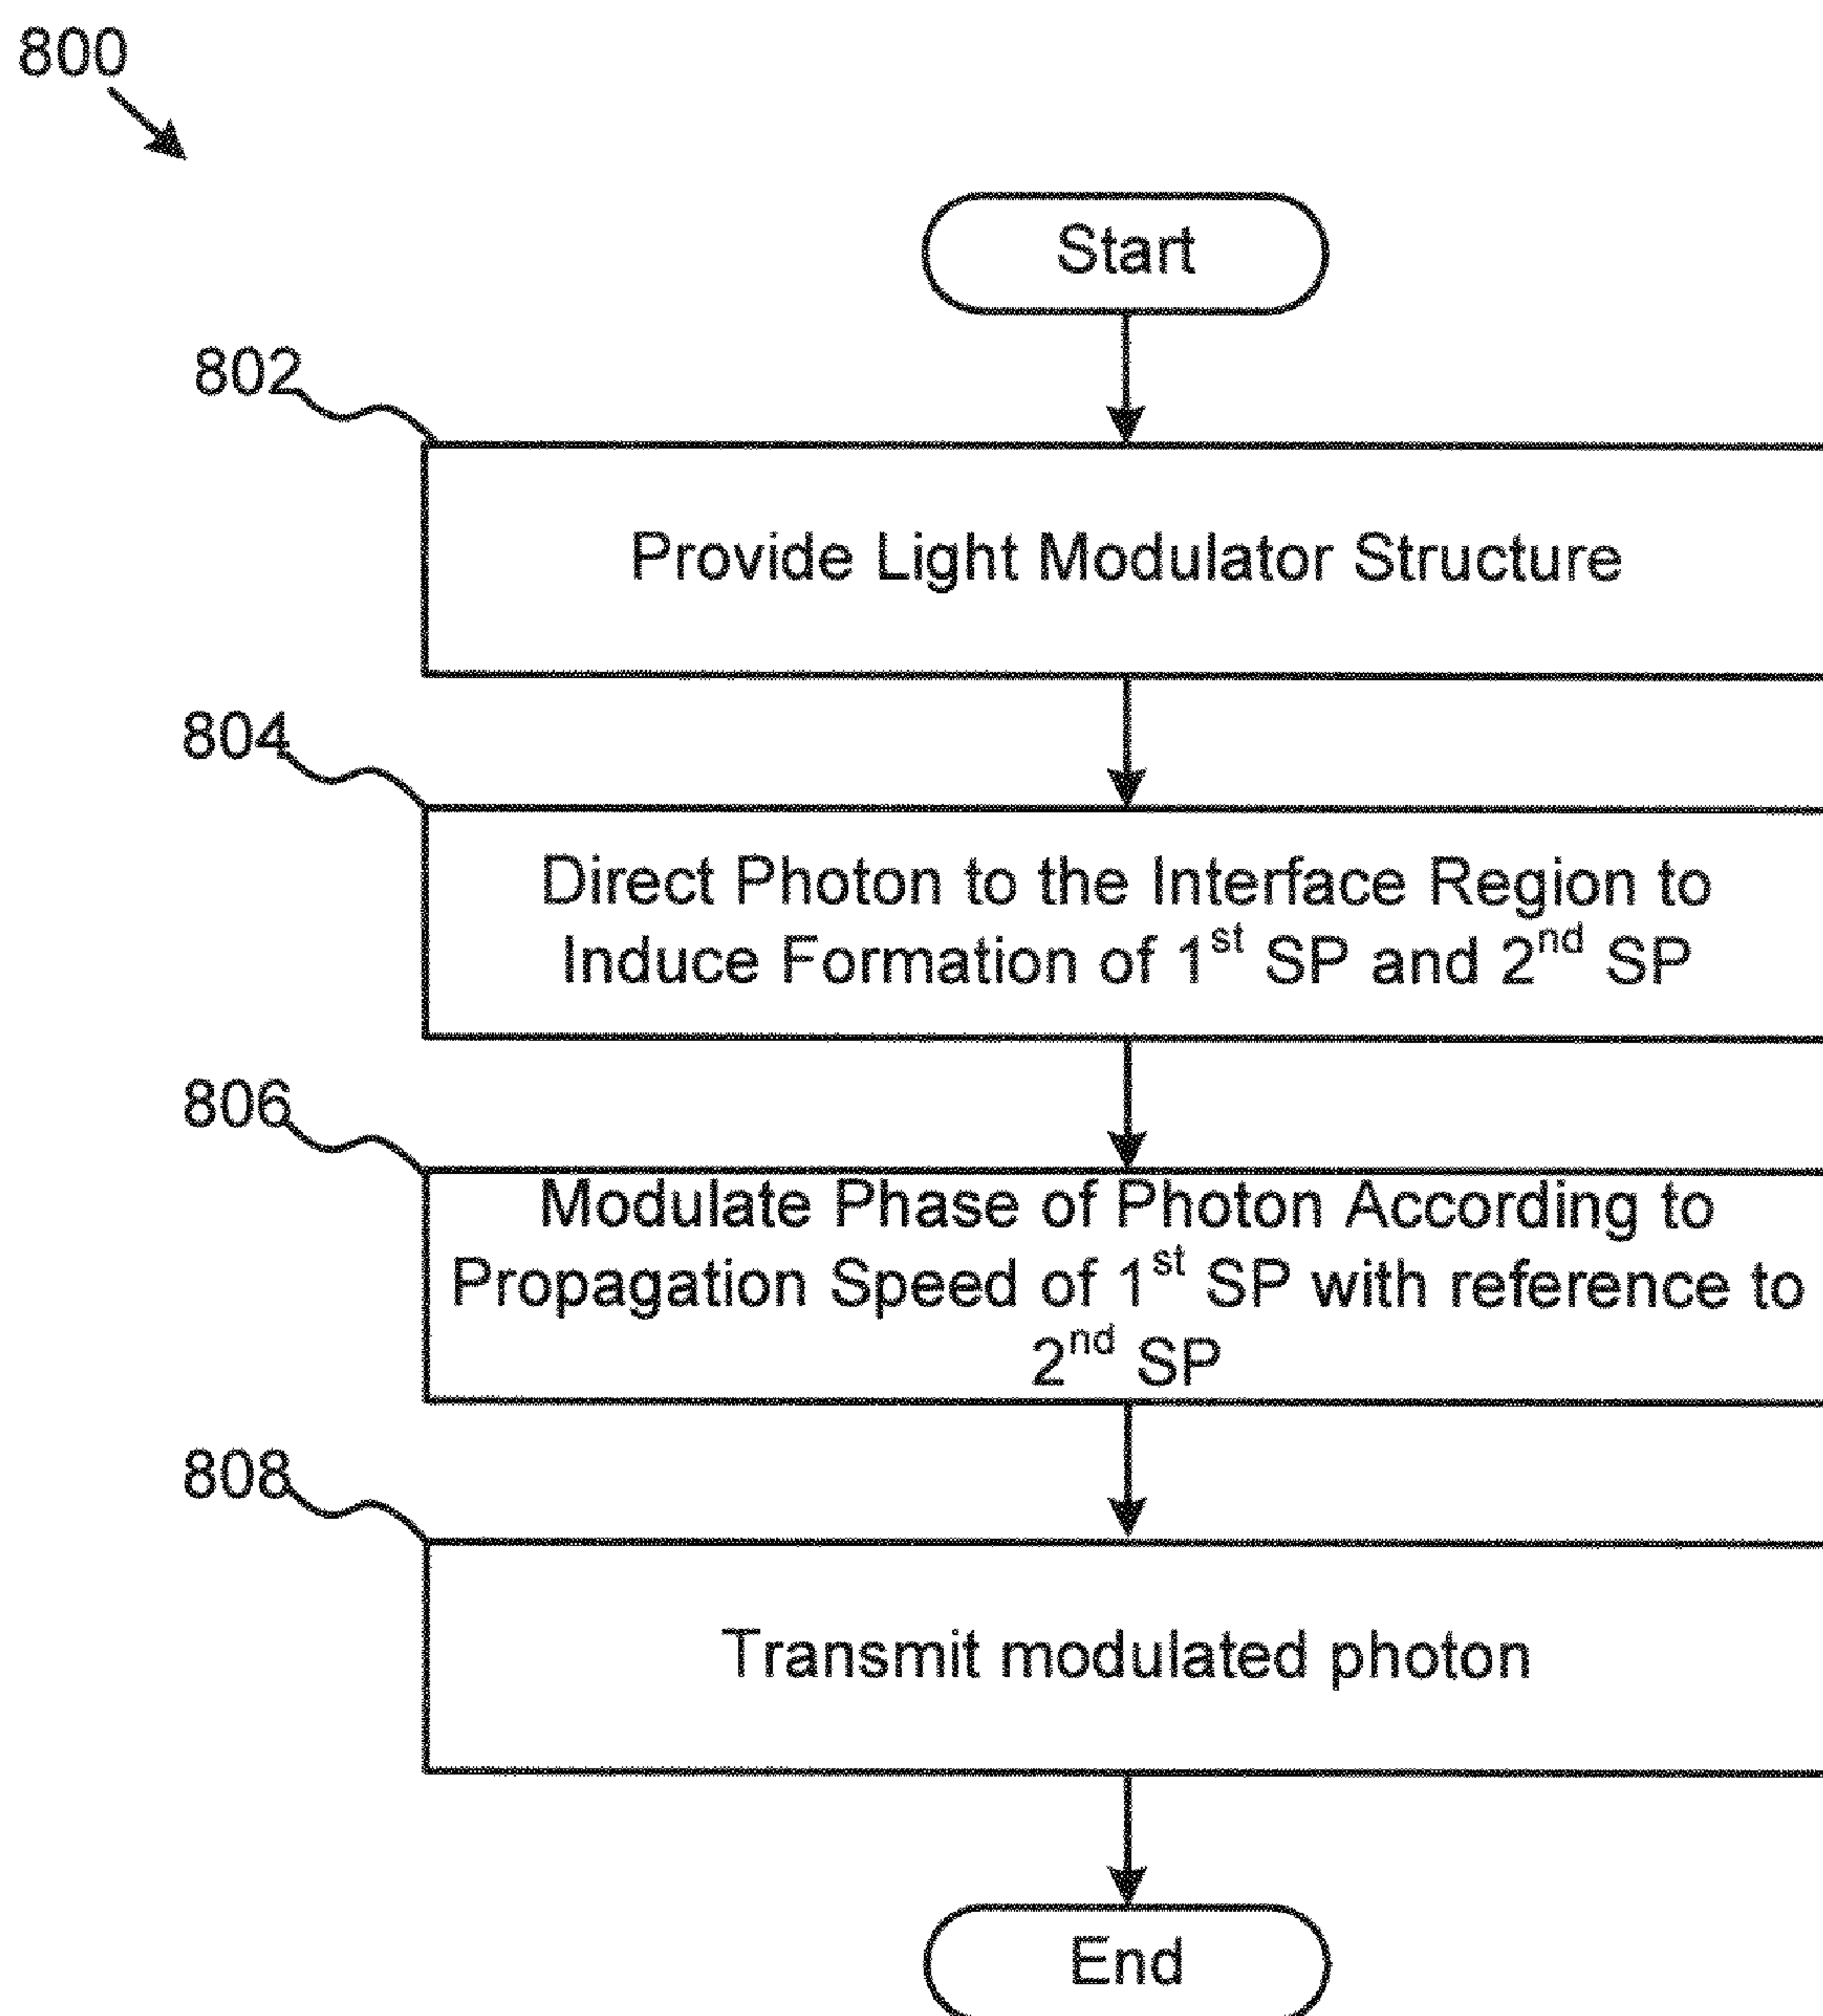 800
Start
802
Provide Light Modulator Structure
804
Direct Photon to the Interface Region to
Induce Formation of 1st SP and 2nd SP
806
Modulate Phase of Photon According to
Propagation Speed of 1st SP with reference to
2nd SP
808
Transmit modulated photon
End